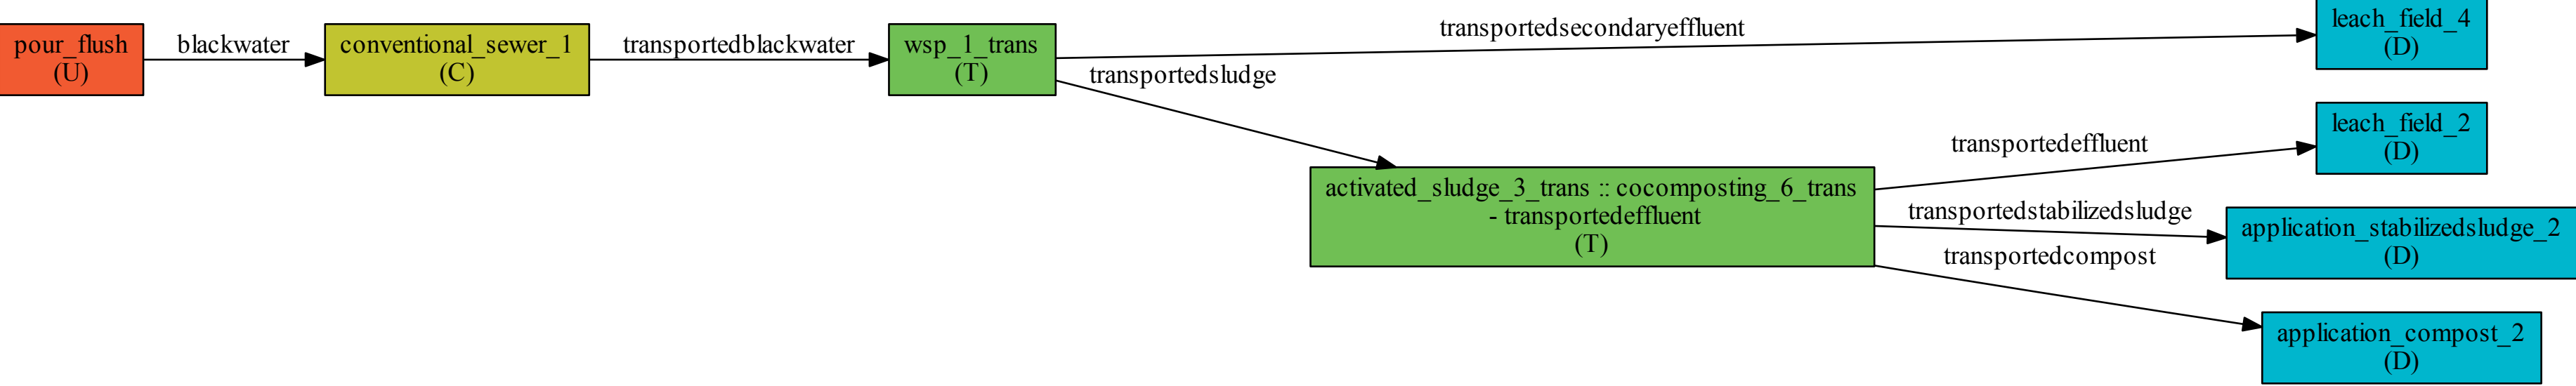 pour_flush
(U)
blackwater
conventional_sewer_1
(C)
transportedblackwater
wsp_1_trans
(T)
transportedsecondaryeffluent
transportedsludge
leach_field_4
(D)
activated_sludge_3_trans :: cocomposting_6_trans
- transportedeffluent
(T)
transportedeffluent
leach_field_2
(D)
transportedstabilizedsludge
application_stabilizedsludge_2
(D)
transportedcompost
application_compost_2
(D)